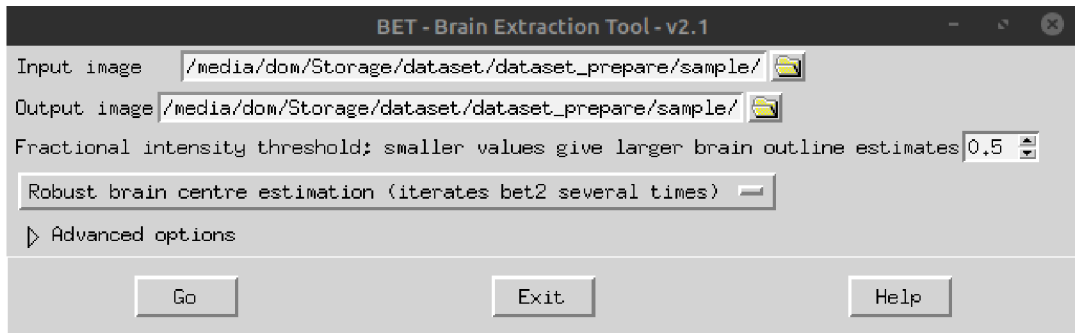 BET - Brain Extraction Tool - v2.1
Input image /media/dom/Storage/dataset/dataset_prepare/sample/
Output image /media/dom/Storage/dataset/dataset_prepare/sample/
Fractional intensity threshold; smaller values give larger brain outline estimates 0.5
Robust brain centre estimation (iterates bet2 several times)
Advanced options
Go Exit Help